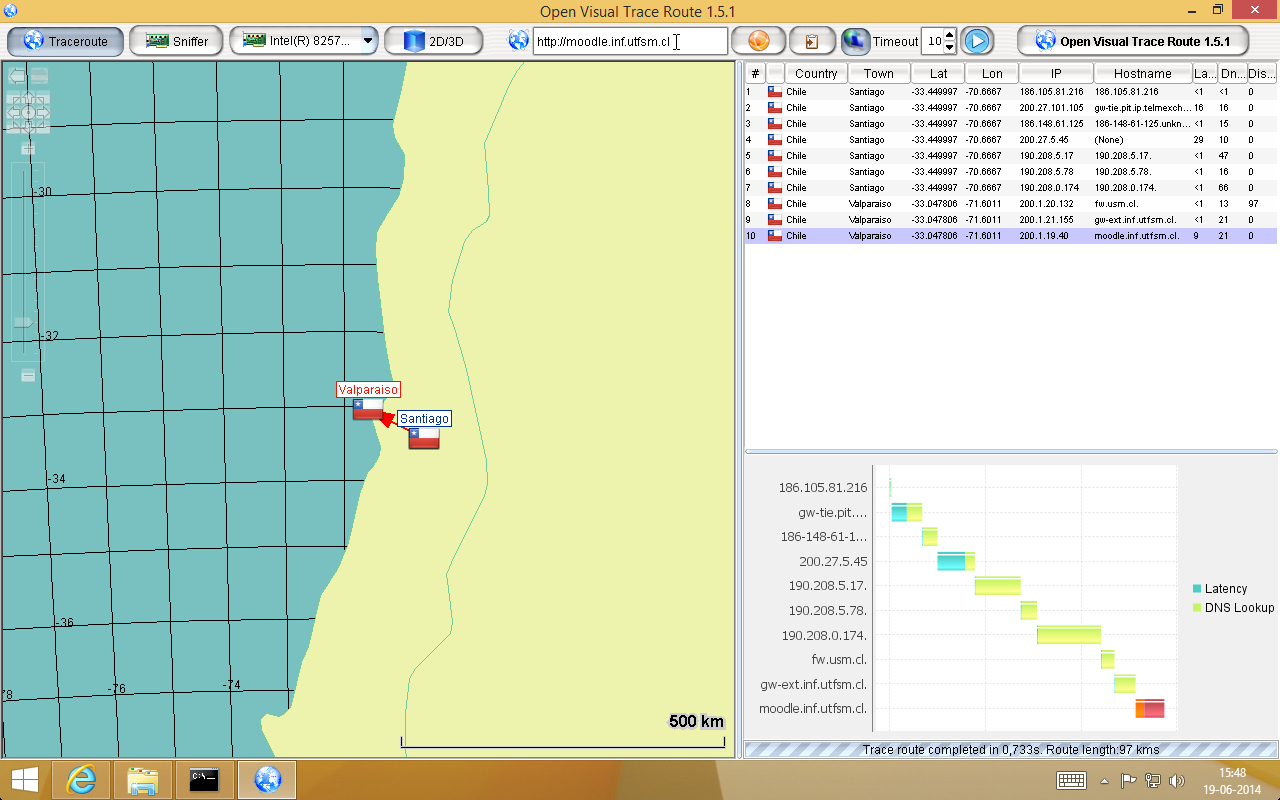 Open Visual Trace Route 1.5.1
Traceroute Sniffer Intel(R) 8257... 2D/3D http://moodle.inf.utfsm.cl Timeout 10 Open Visual Trace Route 1.5.1
# Country Town Lat Lon IP Hostname La... Dn... Dis...
1 Chile Santiago -33.449997 -70.6667 186.105.81.216 186.105.81.216 <1 <1 0
2 Chile Santiago -33.449997 -70.6667 200.27.101.105 gw-tie.pit.ip.telmexch... 16 16 0
3 Chile Santiago -33.449997 -70.6667 186.148.61.125 186-148-61-125.unkn... <1 15 0
4 Chile Santiago -33.449997 -70.6667 200.27.5.45 (None) 29 10 0
5 Chile Santiago -33.449997 -70.6667 190.208.5.17 190.208.5.17. <1 47 0
6 Chile Santiago -33.449997 -70.6667 190.208.5.78 190.208.5.78. <1 16 0
7 Chile Santiago -33.449997 -70.6667 190.208.0.174 190.208.0.174. <1 66 0
8 Chile Valparaiso -33.047806 -71.6011 200.1.20.132 fw.usm.cl. <1 13 97
9 Chile Valparaiso -33.047806 -71.6011 200.1.21.155 gw-ext.inf.utfsm.cl. <1 21 0
10 Chile Valparaiso -33.047806 -71.6011 200.1.19.40 moodle.inf.utfsm.cl. 9 21 0
-30
-32
Valparaiso
Santiago
-34
-36
-74
-76
78
500 km
186.105.81.216
gw-tie.pit....
186-148-61-1...
200.27.5.45
190.208.5.17.
190.208.5.78.
190.208.0.174.
fw.usm.cl.
gw-ext.inf.utfsm.cl.
moodle.inf.utfsm.cl.
Latency
DNS Lookup
Trace route completed in 0,733s. Route length:97 kms
C:\_
15:48
19-06-2014